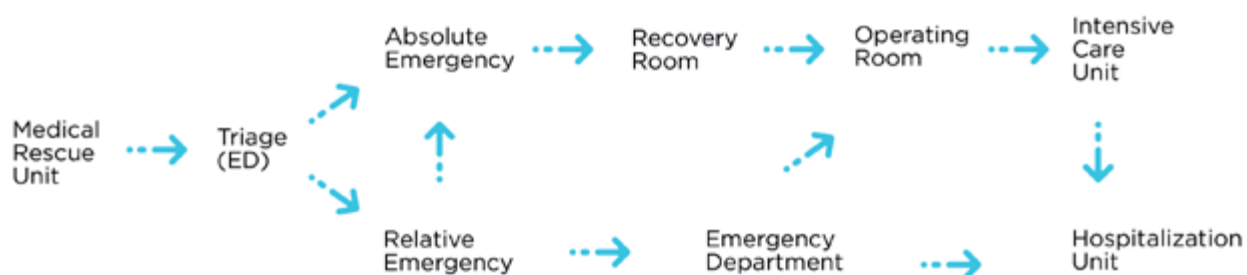 Absolute
Emergency
Recovery
Room
Operating
Room
Intensive
Care
Unit
Medical
Rescue
Unit
Triage
(ED)
Relative
Emergency
Emergency
Department
Hospitalization
Unit